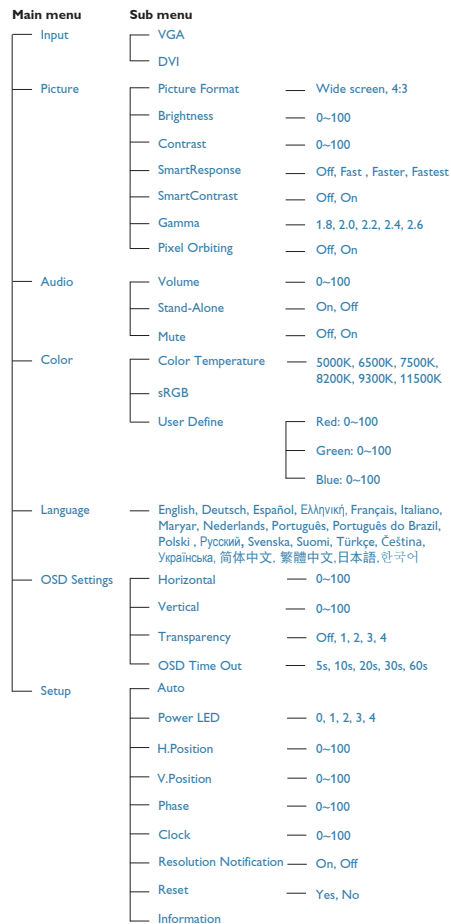 Main menu Sub menu
Input VGA
DVI
Picture Picture Format Wide screen, 4:3
Brightness 0~100
Contrast 0~100
SmartResponse Off, Fast , Faster, Fastest
SmartContrast Off, On
Gamma 1.8, 2.0, 2.2, 2.4, 2.6
Pixel Orbiting Off, On
Audio Volume 0~100
Stand-Alone On, Off
Mute Off, On
Color Color Temperature 5000K, 6500K, 7500K,
8200K, 9300K, 11500K
sRGB
User Define Red: 0~100
Green: 0~100
Blue: 0~100
Language English, Deutsch, Español, Ελληνική, Français, Italiano,
Maryar, Nederlands, Português, Português do Brazil,
Polski , Русский, Svenska, Suomi, Türkçe, Čeština,
Українська, 简体中文, 繁體中文,日本語,한국어
OSD Settings Horizontal 0~100
Vertical 0~100
Transparency Off, 1, 2, 3, 4
OSD Time Out 5s, 10s, 20s, 30s, 60s
Setup Auto
Power LED 0, 1, 2, 3, 4
H.Position 0~100
V.Position 0~100
Phase 0~100
Clock 0~100
Resolution Notification On, Off
Reset Yes, No
Information